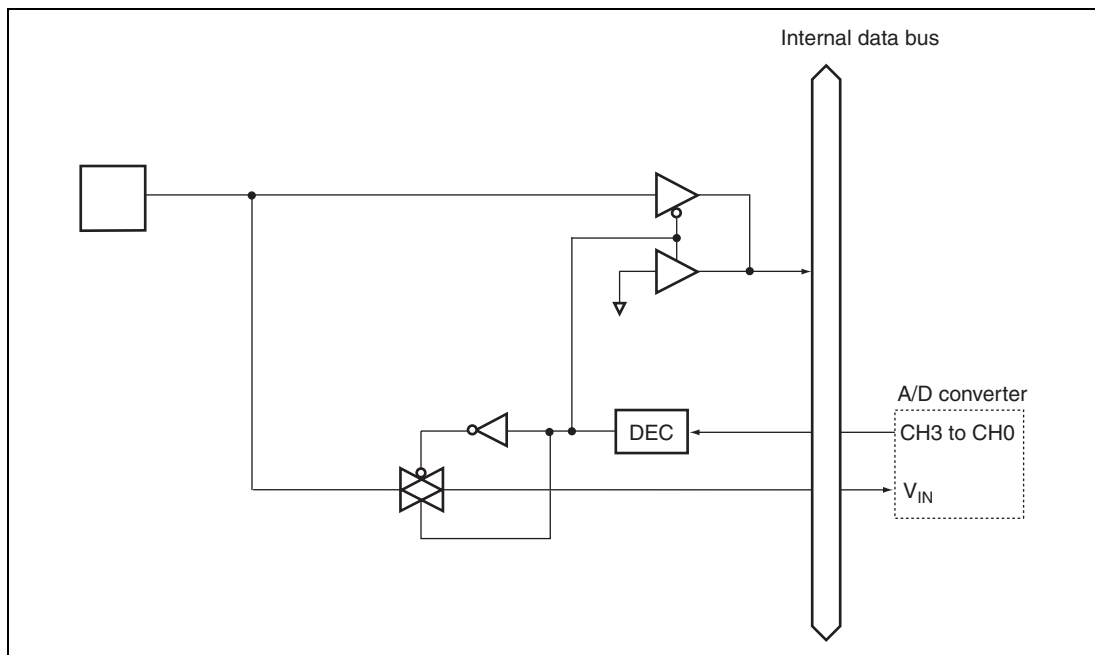 Internal data bus
A/D converter
DEC
CH3 to CH0
VIN